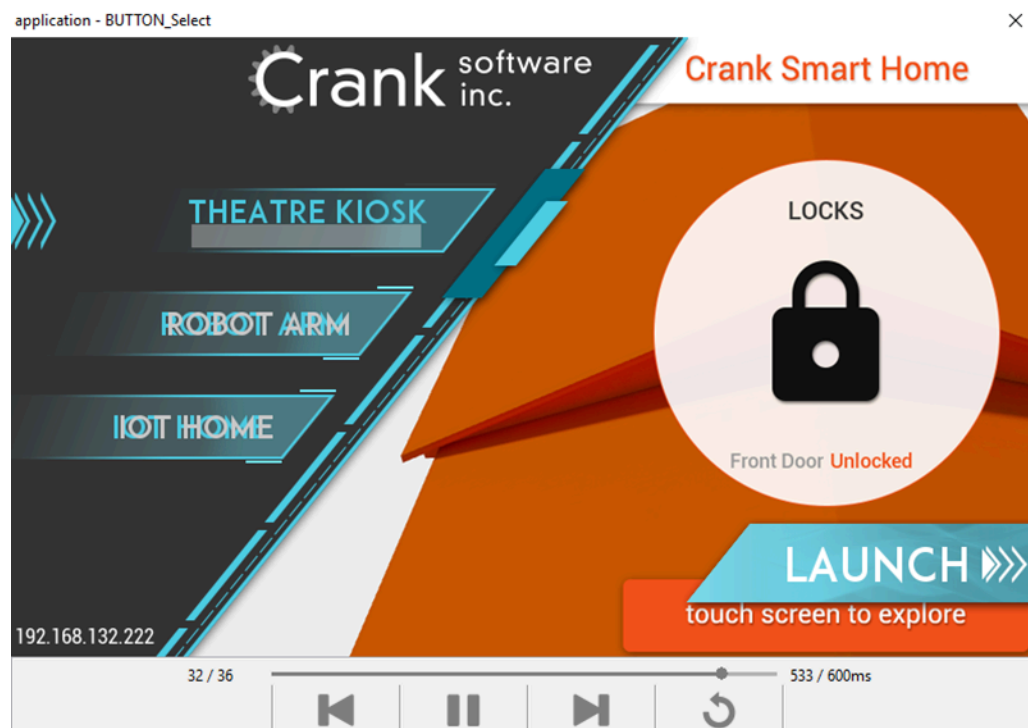 application - BUTTON_Select
Crank software inc.
Crank Smart Home
THEATRE KIOSK
LOCKS
ROBOT ARM
IOT HOME
Front Door Unlocked
LAUNCH
touch screen to explore
192.168.132.222
32 / 36
533 / 600ms